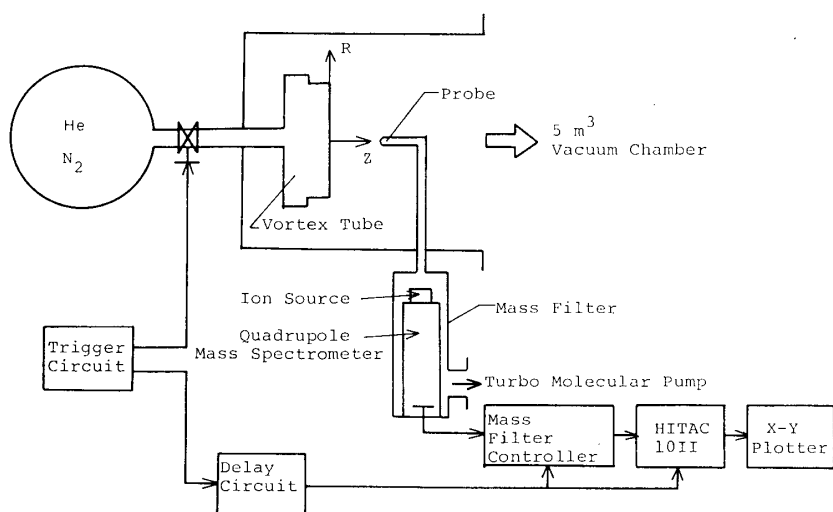 He
N2
R
Z
Probe
5 m3
Vacuum Chamber
Vortex Tube
Ion Source
Mass Filter
Quadrupole
Mass Spectrometer
Trigger
Circuit
Turbo Molecular Pump
Mass
Filter
Controller
HITAC
10II
X-Y
Plotter
Delay
Circuit